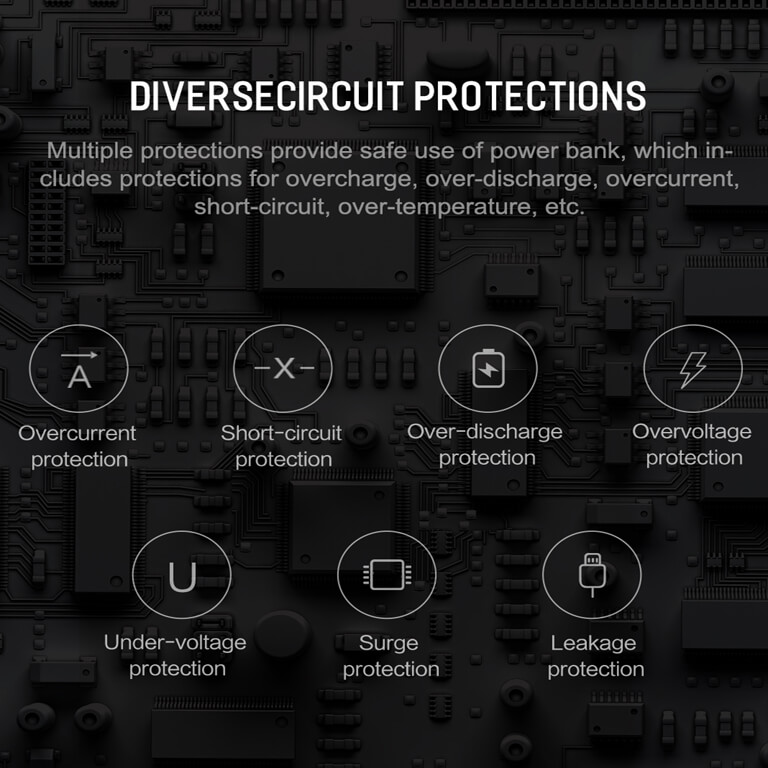 DIVERSECIRCUIT PROTECTIONS
Multiple protections provide safe use of power bank, which in-
cludes protections for overcharge, over-discharge, overcurrent,
short-circuit, over-temperature, etc.
A
-X-
Overcurrent
protection
Short-circuit
protection
Over-discharge
protection
Overvoltage
protection
U
Under-voltage
protection
Surge
protection
Leakage
protection